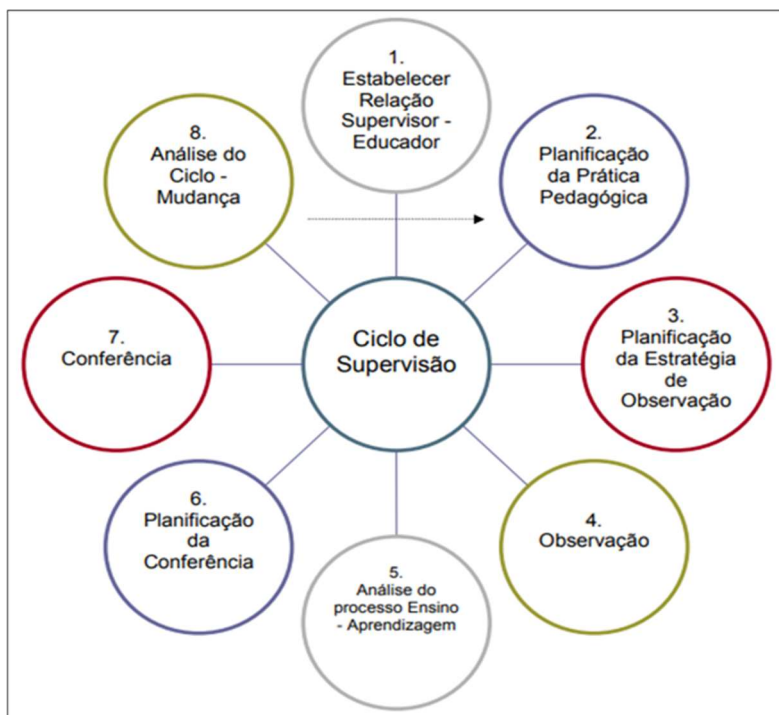 1.
Estabelecer
Relação
Supervisor -
Educador
2.
Planificação
da Prática
Pedagógica
3.
Planificação
da Estratégia
de
Observação
4.
Observação
5.
Análise do
processo Ensino
- Aprendizagem
6.
Planificação
da
Conferência
7.
Conferência
8.
Análise do
Ciclo -
Mudança
Ciclo de
Supervisão